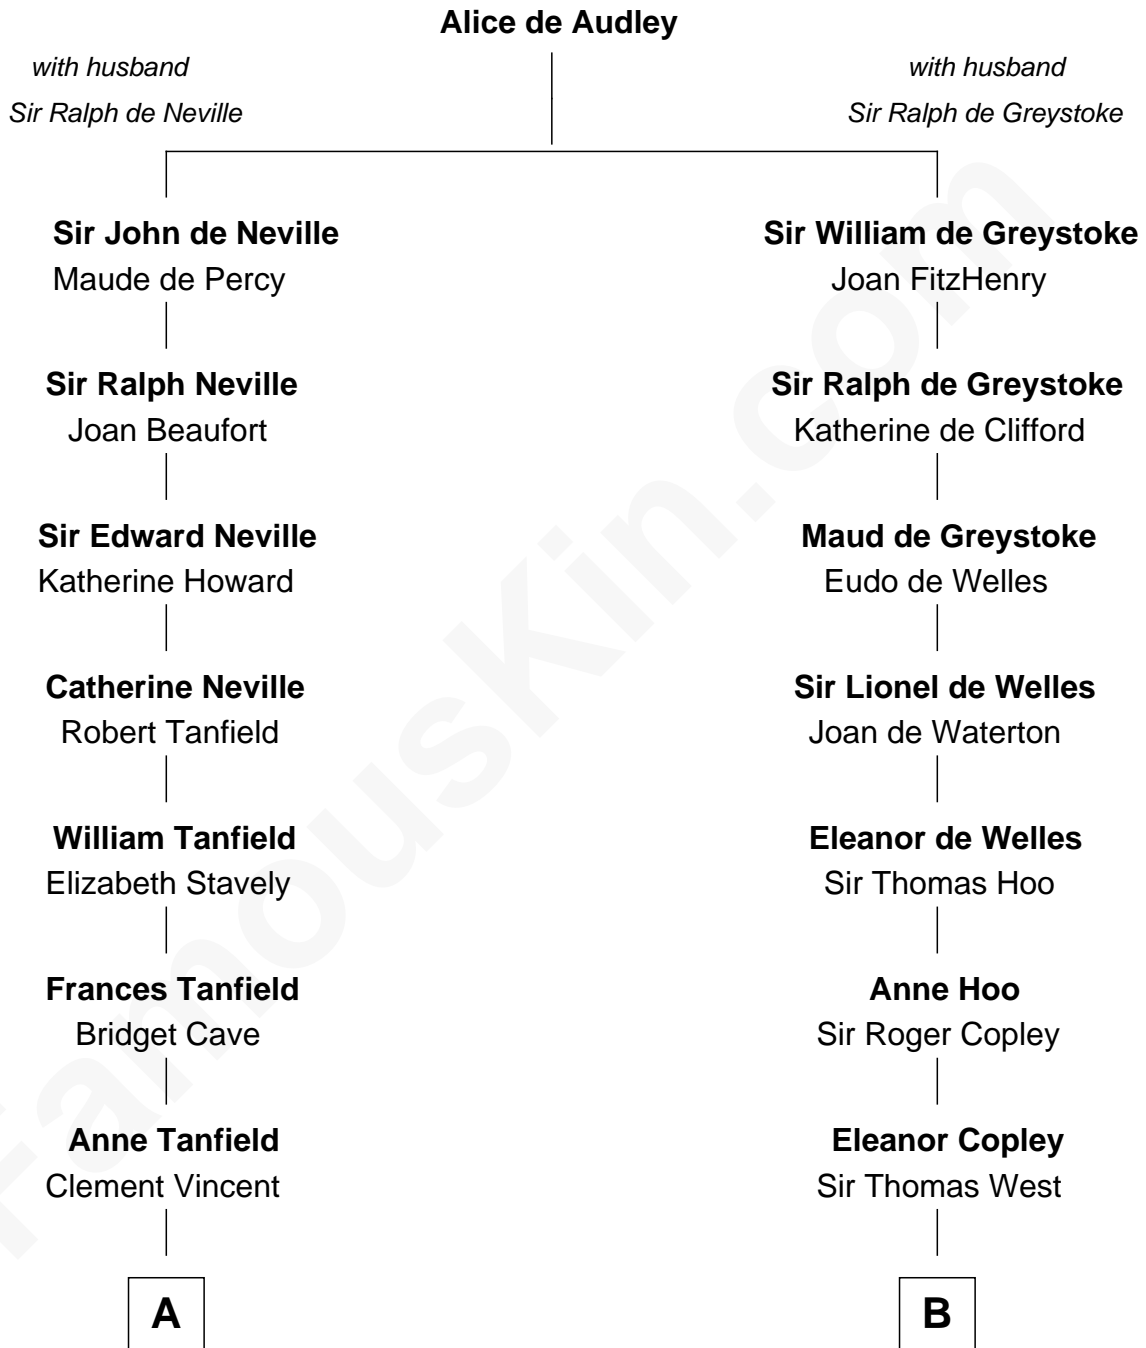 Alice de Audley
with husband
Sir Ralph de Neville
with husband
Sir Ralph de Greystoke
Sir John de Neville
Maude de Percy
Sir William de Greystoke
Joan FitzHenry
Sir Ralph Neville
Joan Beaufort
Sir Ralph de Greystoke
Katherine de Clifford
Sir Edward Neville
Katherine Howard
Maud de Greystoke
Eudo de Welles
Catherine Neville
Robert Tanfield
Sir Lionel de Welles
Joan de Waterton
William Tanfield
Elizabeth Stavely
Eleanor de Welles
Sir Thomas Hoo
Frances Tanfield
Bridget Cave
Anne Hoo
Sir Roger Copley
Anne Tanfield
Clement Vincent
Eleanor Copley
Sir Thomas West
A
B
FamousKin.com